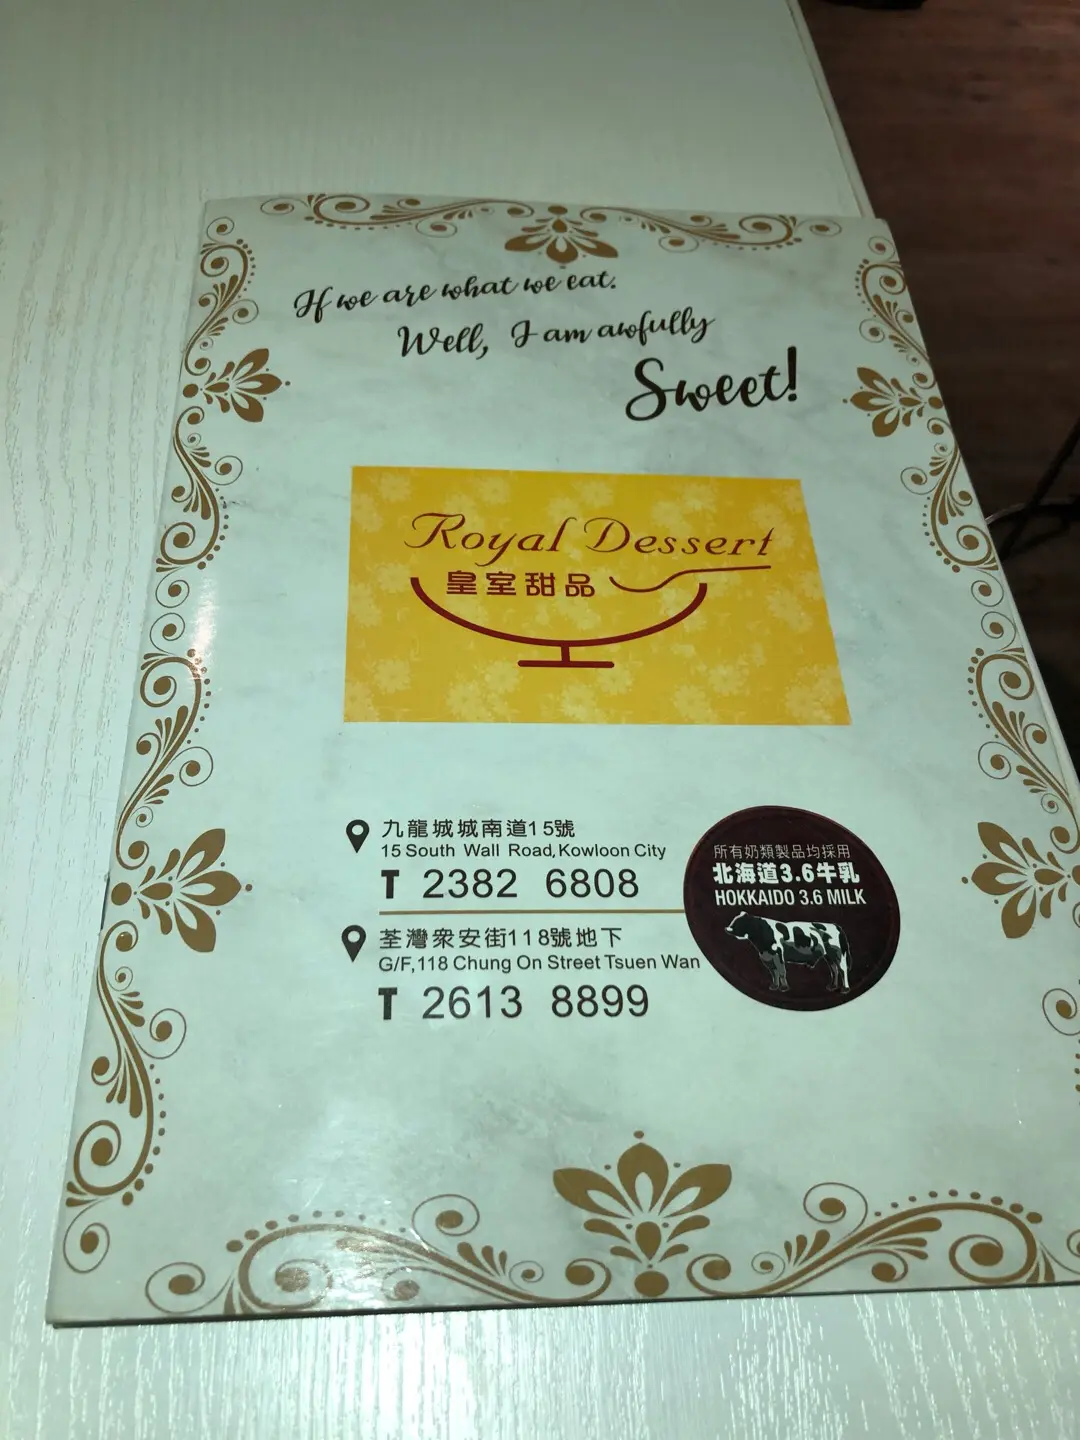 If we are what we eat.
Well, I am awfully
Sweet!
Royal Dessert
皇室甜品
九龍城城南道15號
15 South Wall Road, Kowloon City
T 2382 6808
荃灣眾安街118號地下
G/F,118 Chung On Street Tsuen Wan
T 2613 8899
所有奶類製品均採用
北海道3.6牛乳
HOKKAIDO 3.6 MILK